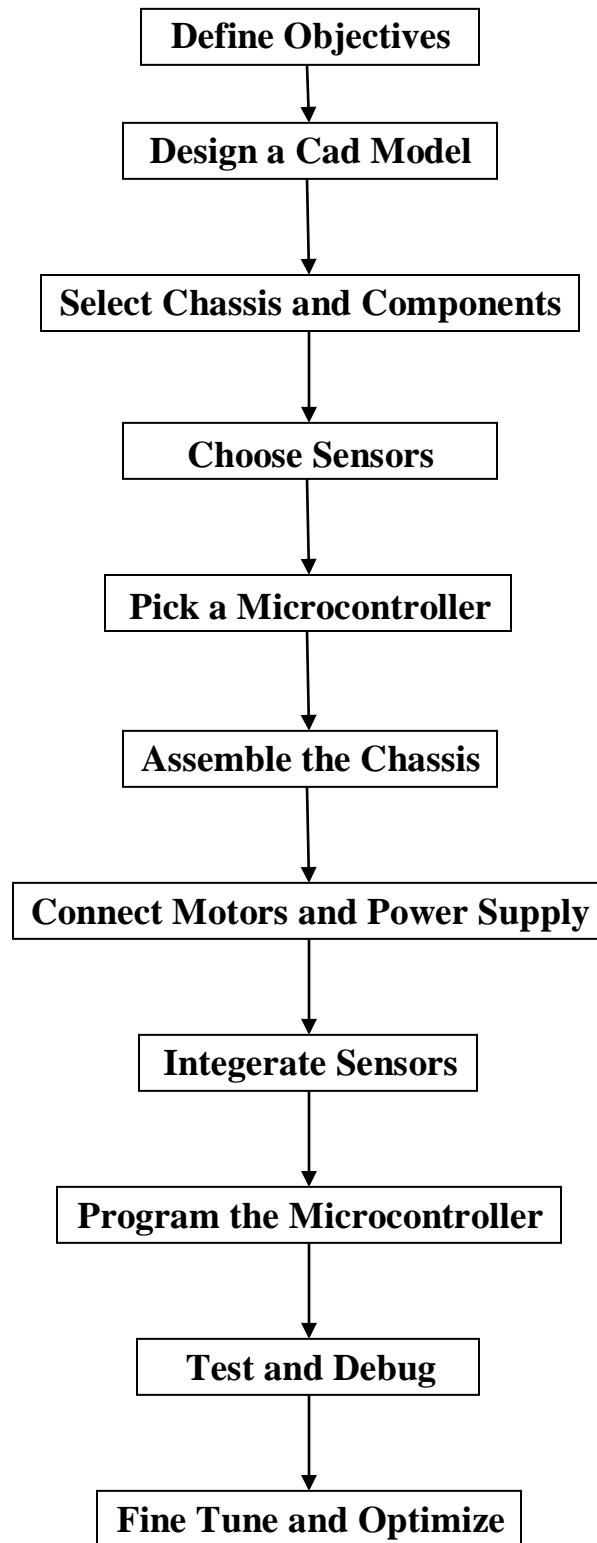 Define Objectives
Design a Cad Model
Select Chassis and Components
Choose Sensors
Pick a Microcontroller
Assemble the Chassis
Connect Motors and Power Supply
Integerate Sensors
Program the Microcontroller
Test and Debug
Fine Tune and Optimize